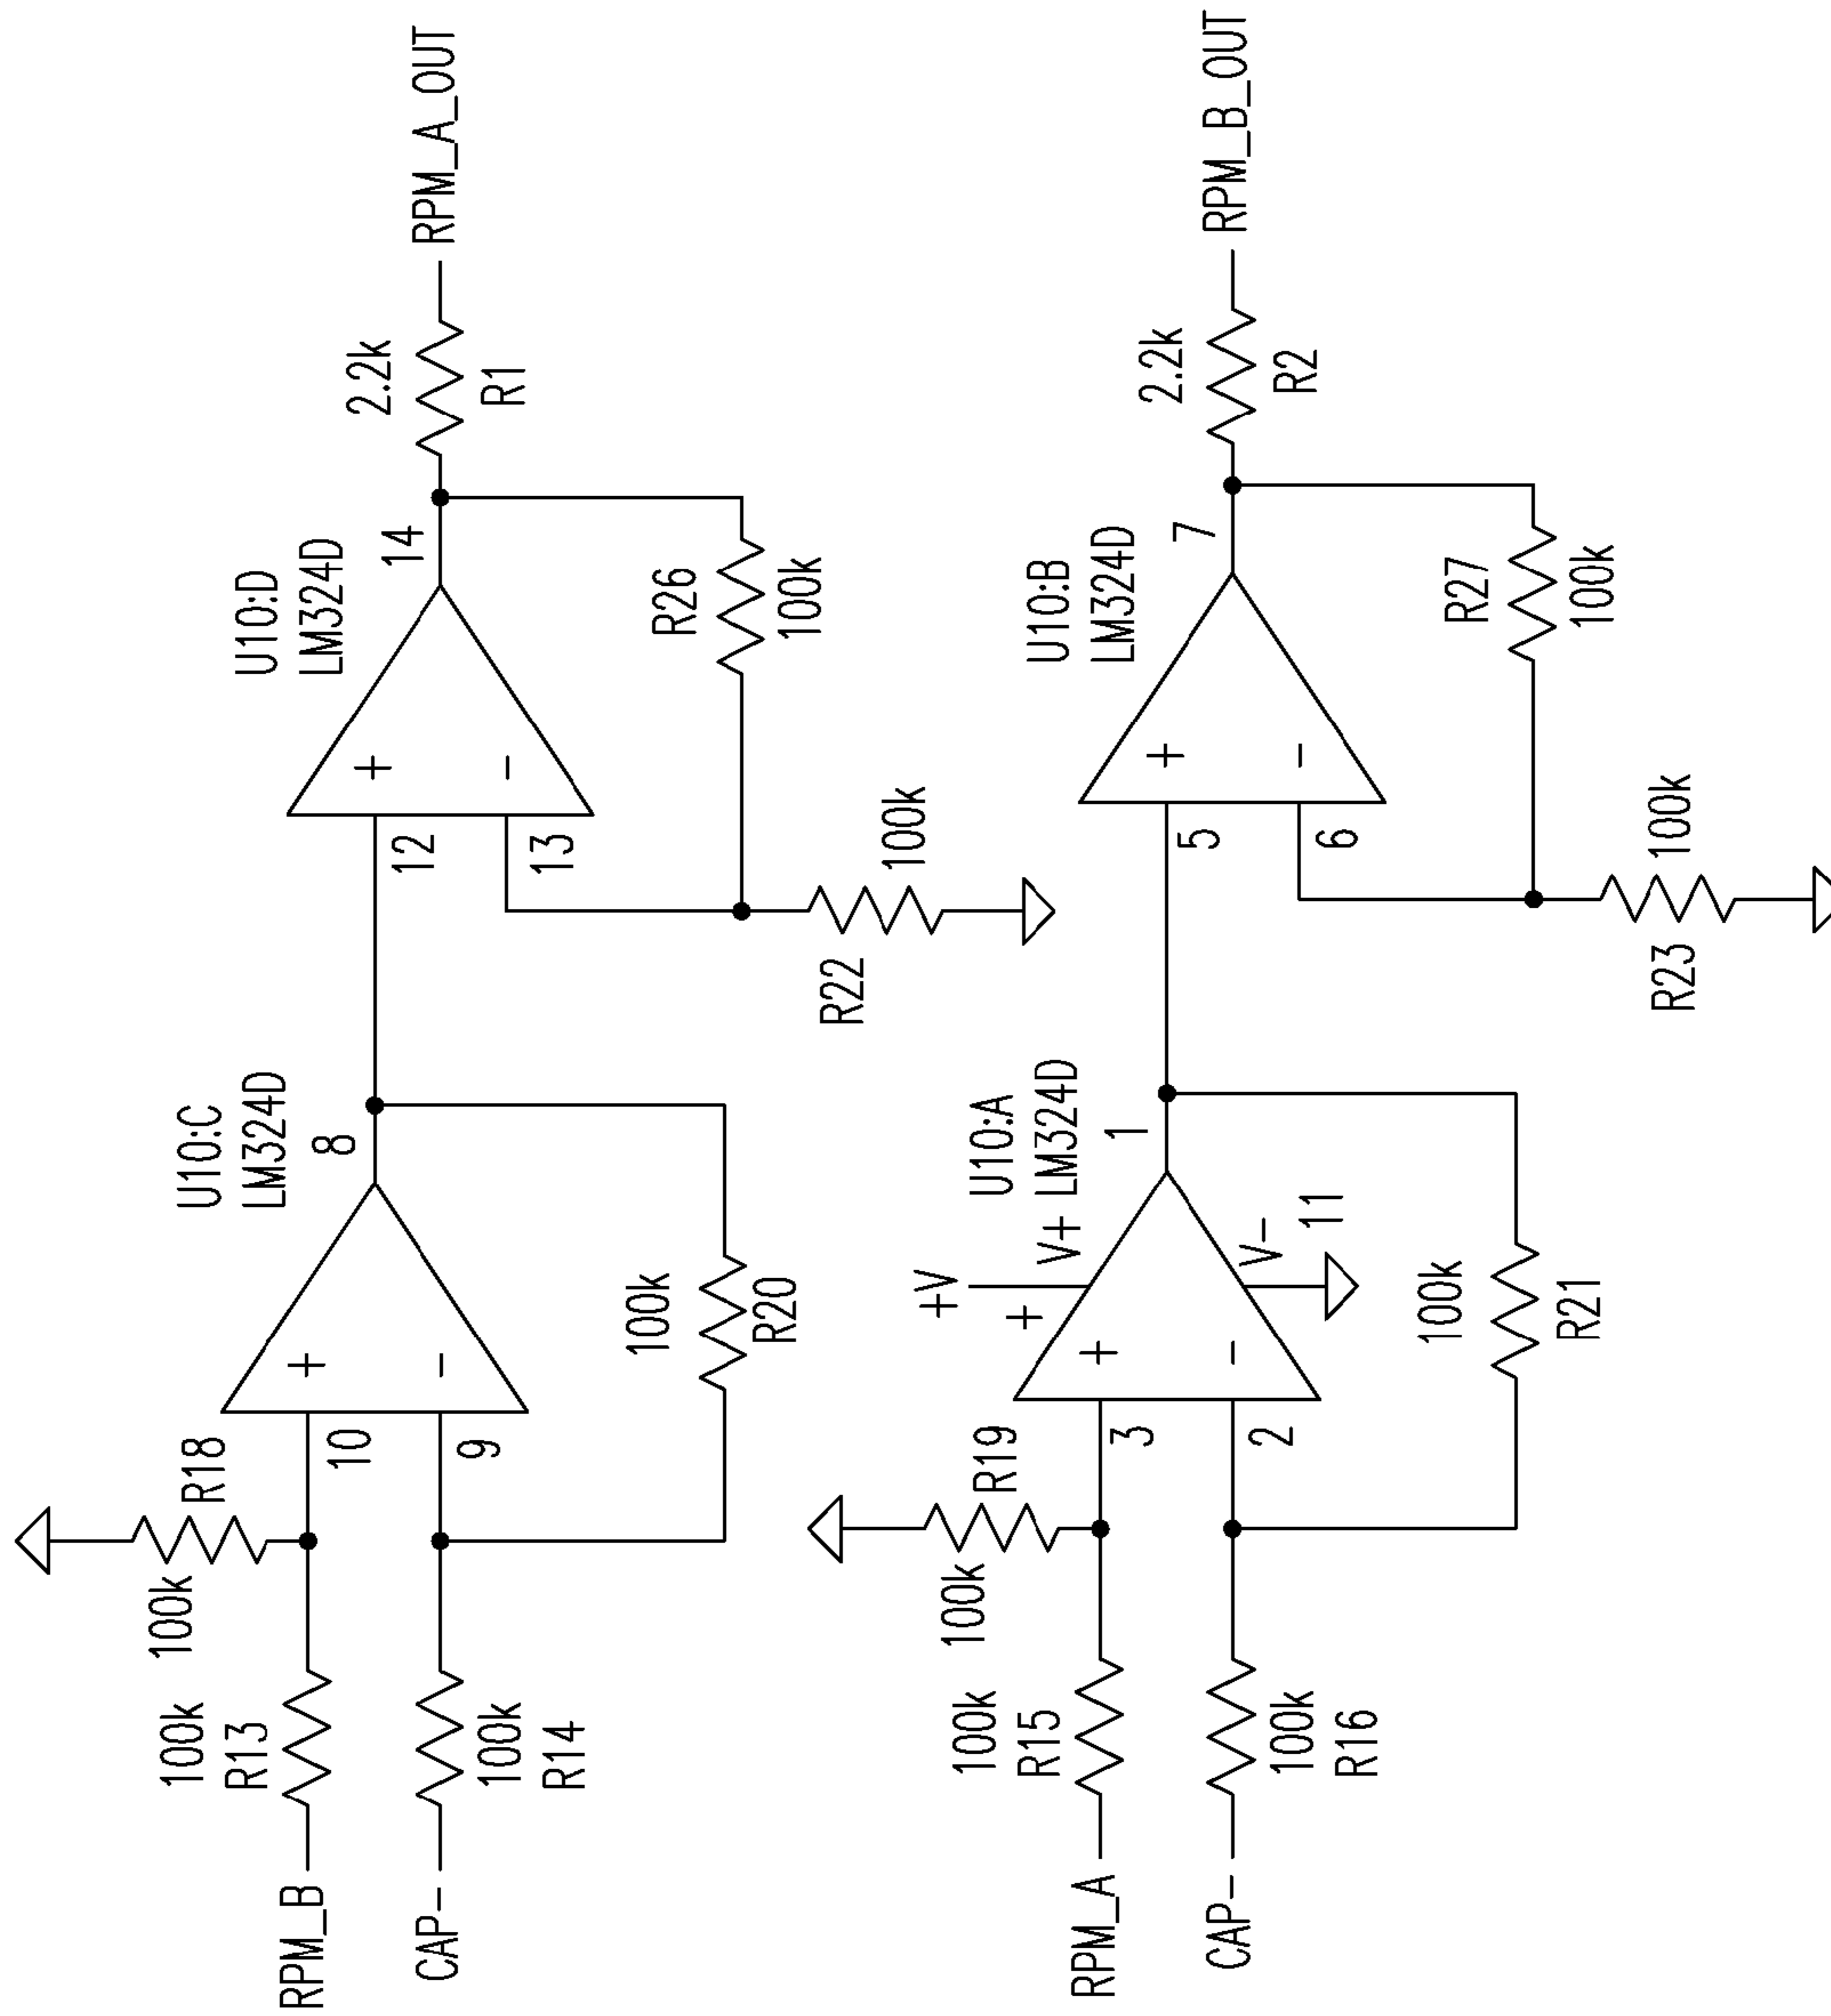 RPM_B
100k
R13
CAP-
100k
R14
100k
R18
10
9
U10:C
LM324D
8
100k
R20
12
13
U10:D
LM324D
14
R26
100k
R22
100k
2.2k
R1
RPM_A_OUT
RPM_A
100k
R15
CAP-
100k
R16
100k
R19
3
2
+V
+
V+
V-
11
U10:A
LM324D
1
100k
R21
5
6
U10:B
LM324D
7
R27
100k
R23
100k
2.2k
R2
RPM_B_OUT